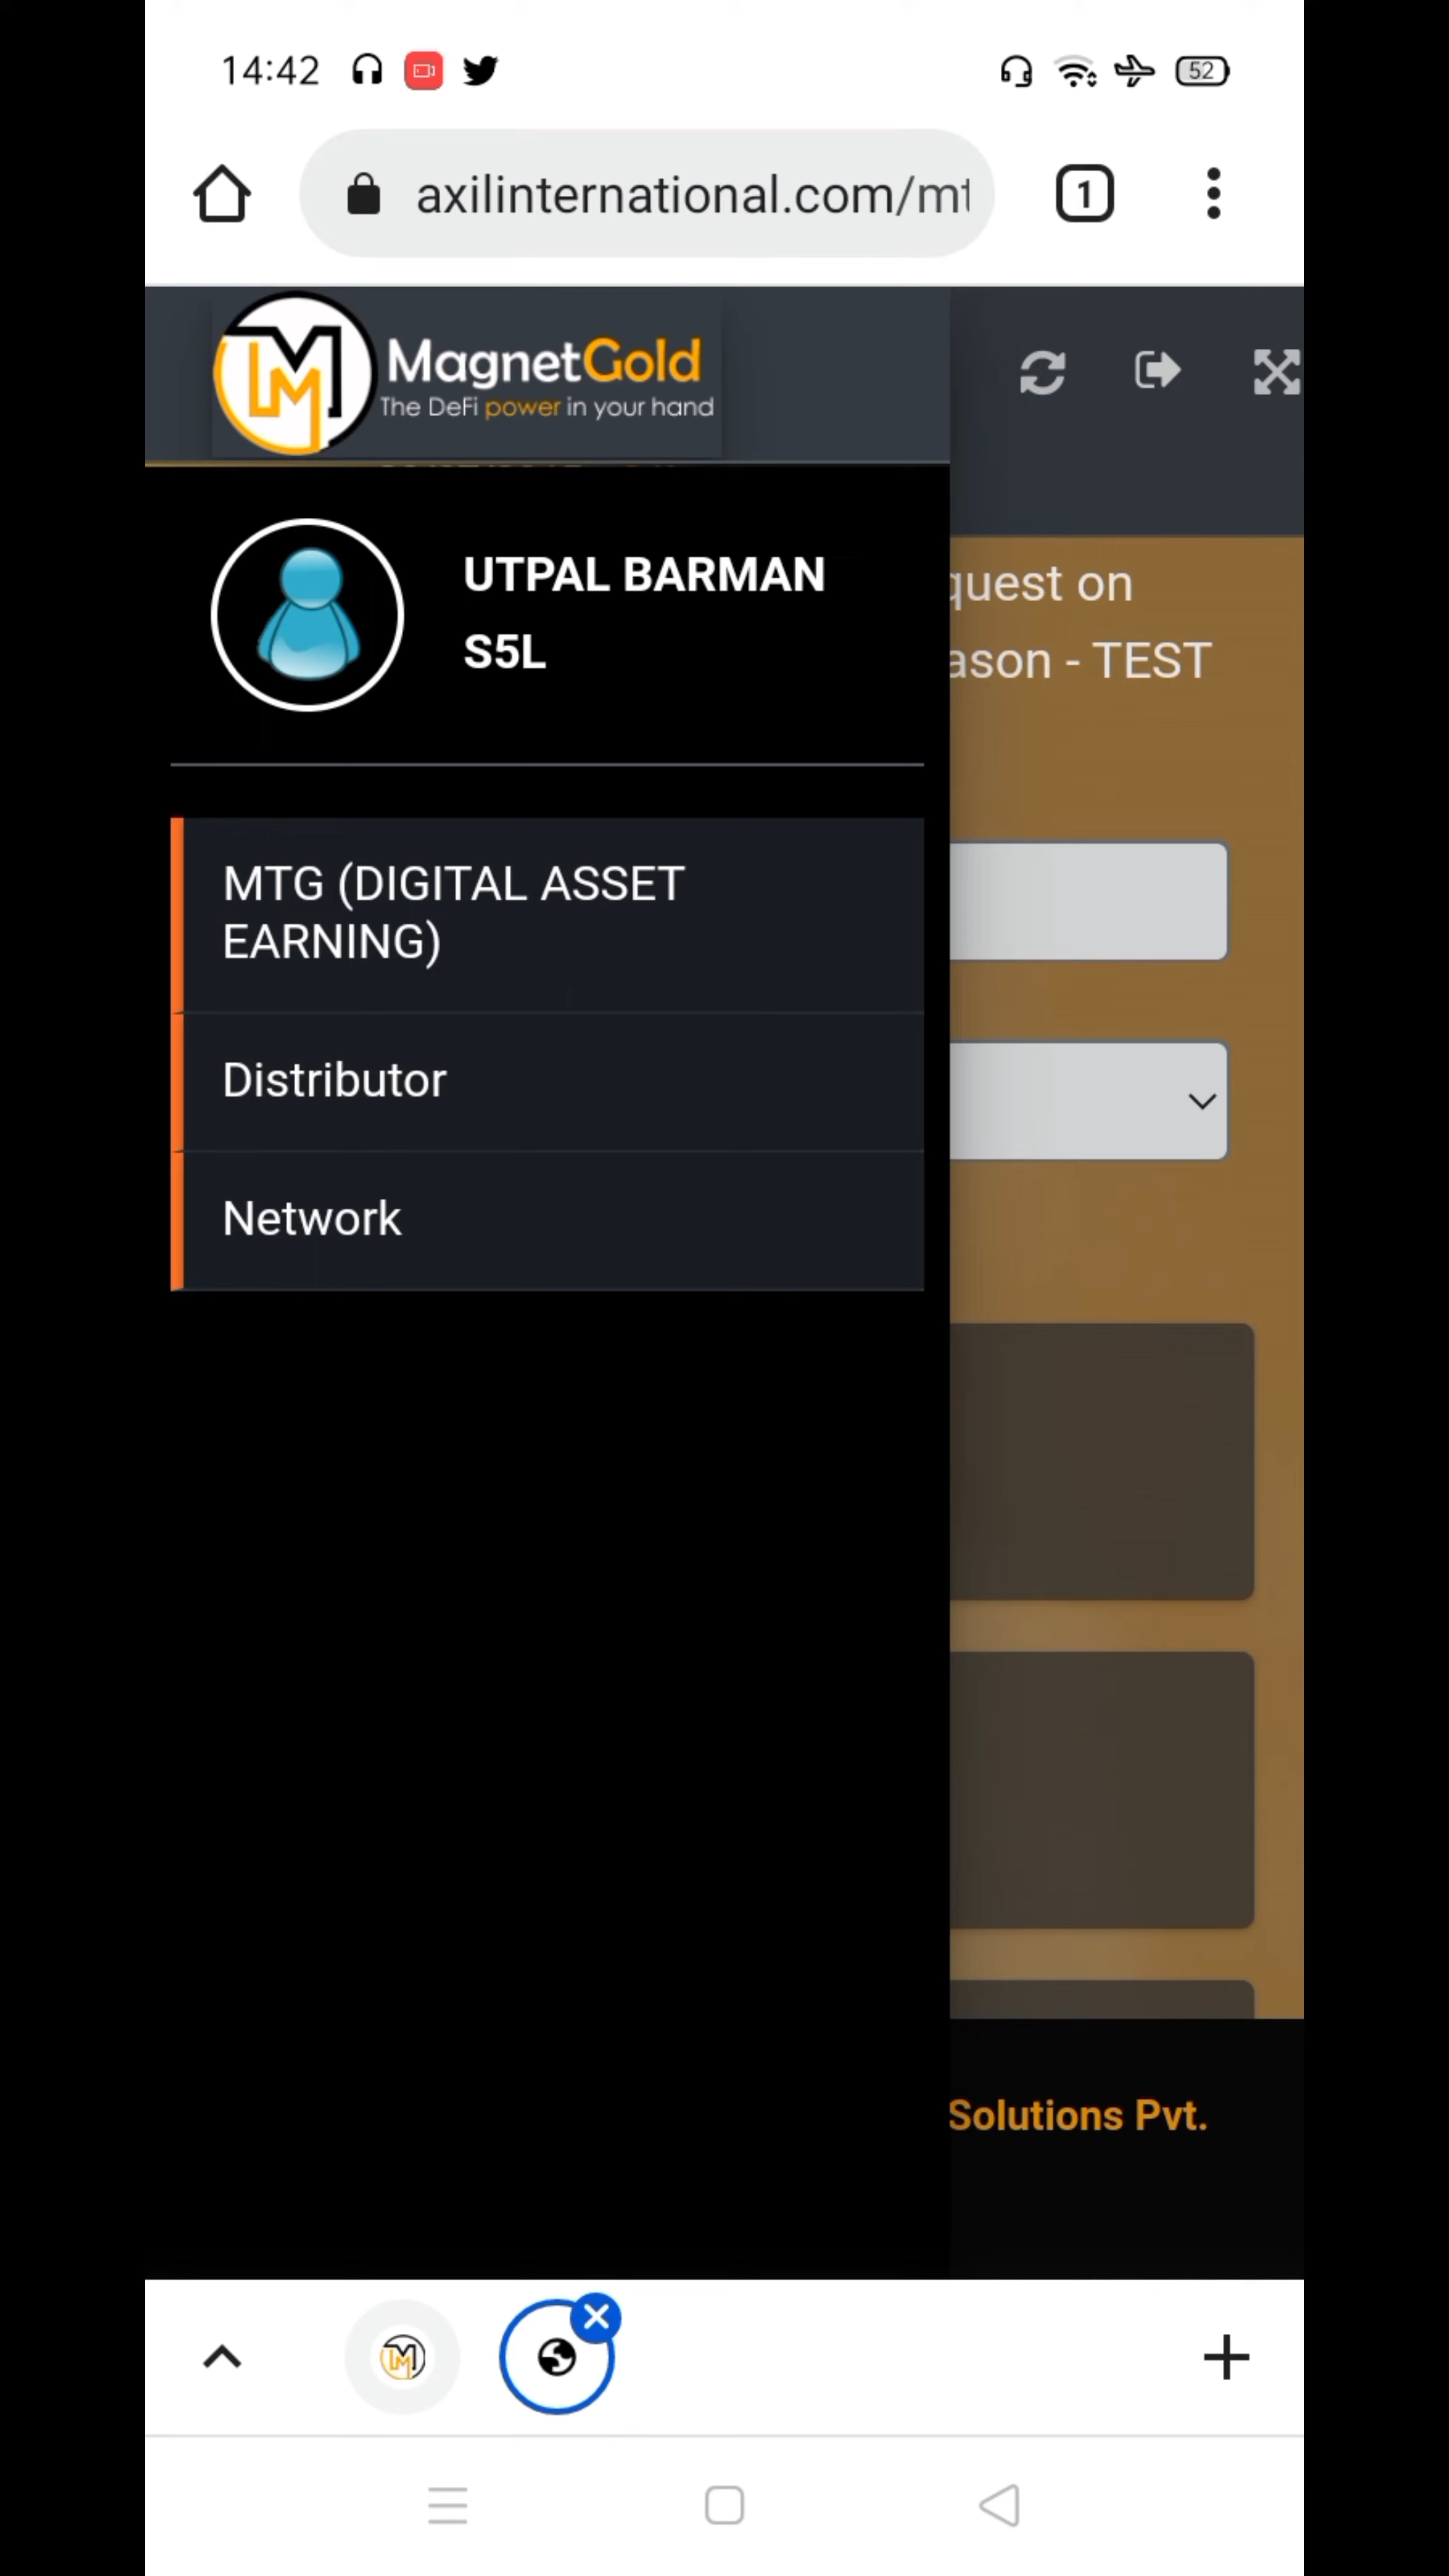 14:42
52
axilinternational.com/mt
1
MagnetGold
The DeFi power in your hand
UTPAL BARMAN
S5L
quest on
ason - TEST
MTG (DIGITAL ASSET
EARNING)
Distributor
Network
Solutions Pvt.